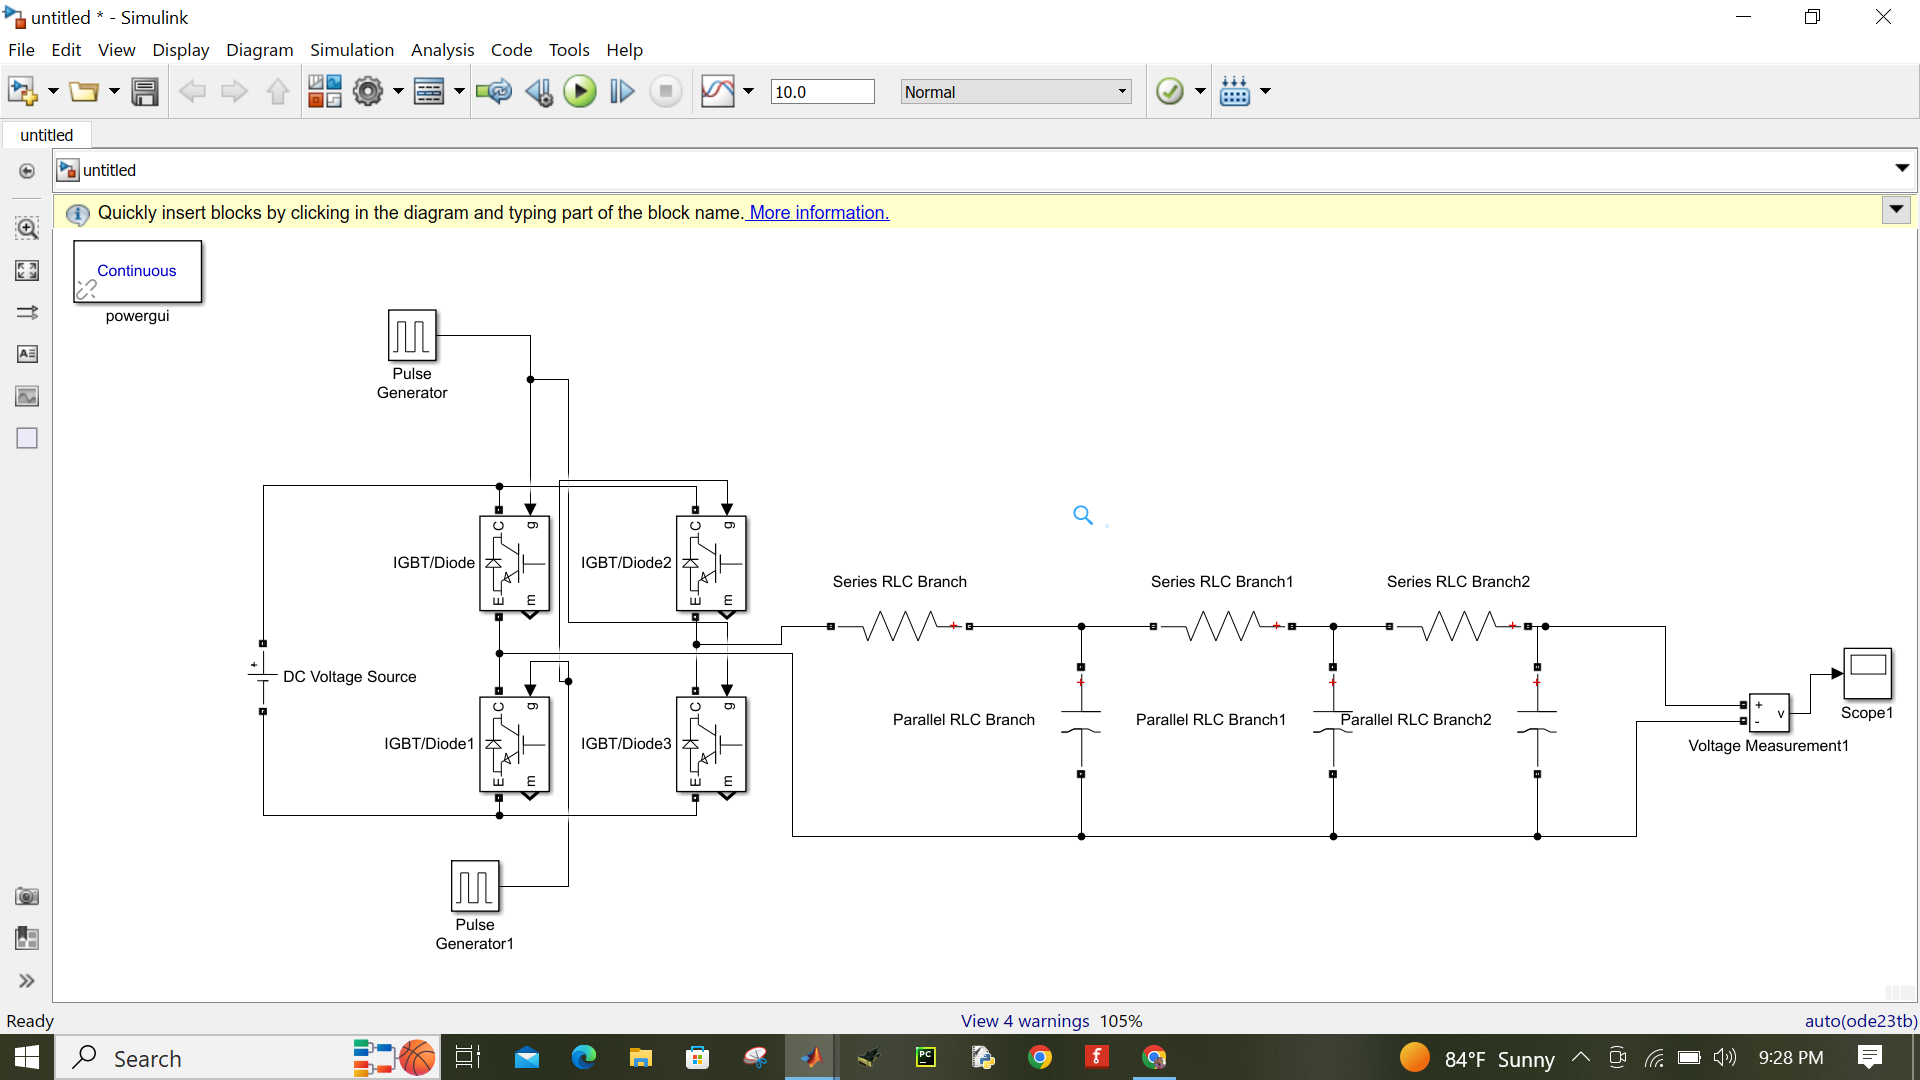 untitled * - Simulink
File Edit View Display Diagram Simulation Analysis Code Tools Help
10.0
Normal
untitled
untitled
Quickly insert blocks by clicking in the diagram and typing part of the block name. More information.
Continuous
powergui
Pulse
Generator
C g
E m
IGBT/Diode
C g
E m
IGBT/Diode2
Series RLC Branch
Series RLC Branch1
Series RLC Branch2
+
+
+
+
DC Voltage Source
C g
E m
IGBT/Diode1
C g
E m
IGBT/Diode3
+
Parallel RLC Branch
+
Parallel RLC Branch1
+
Parallel RLC Branch2
+
-
v
Voltage Measurement1
Scope1
Pulse
Generator1
Ready
View 4 warnings 105%
auto(ode23tb)
Search
PC
84°F Sunny
9:28 PM